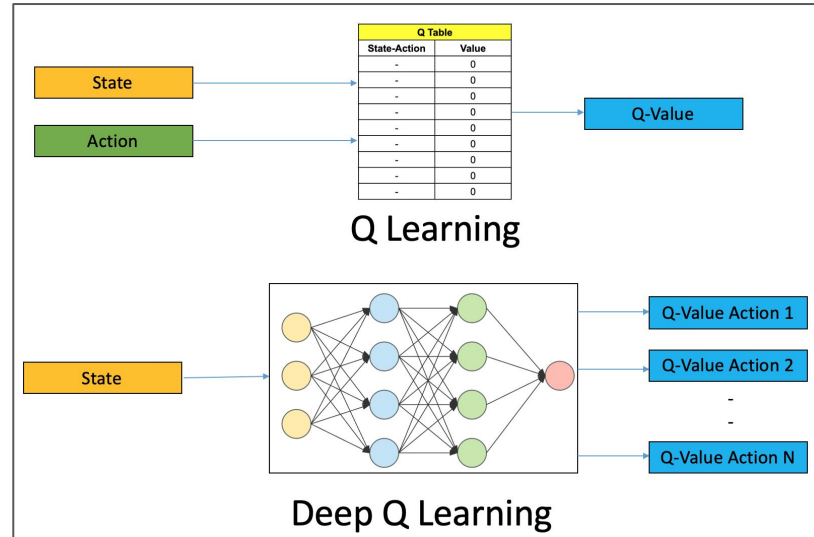 Q Table
State-Action Value
- 0
- 0
- 0
- 0
- 0
- 0
- 0
- 0
- 0
State
Action
Q-Value
Q Learning
State
Q-Value Action 1
Q-Value Action 2
-
-
Q-Value Action N
Deep Q Learning